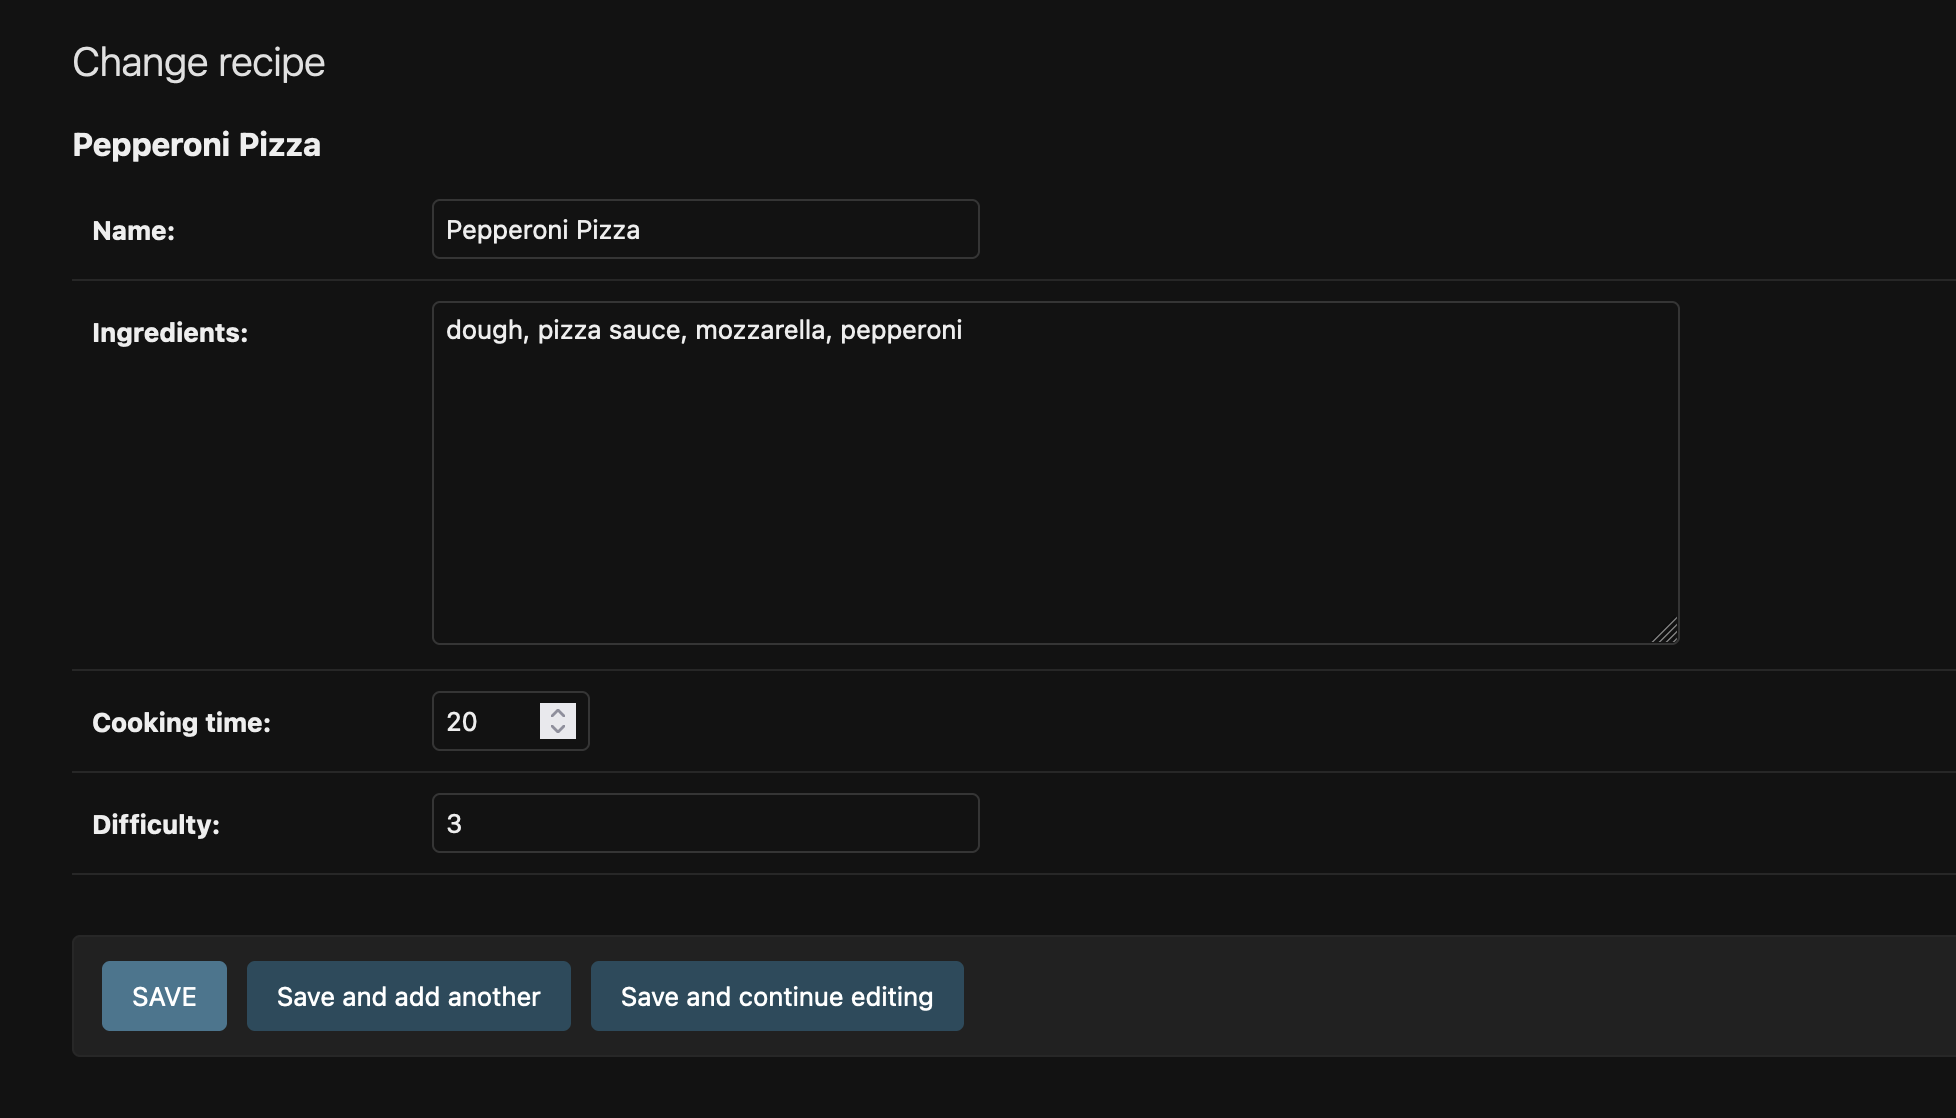 Change recipe
Pepperoni Pizza
Name: Pepperoni Pizza
Ingredients: dough, pizza sauce, mozzarella, pepperoni
Cooking time: 20
Difficulty: 3
SAVE Save and add another Save and continue editing